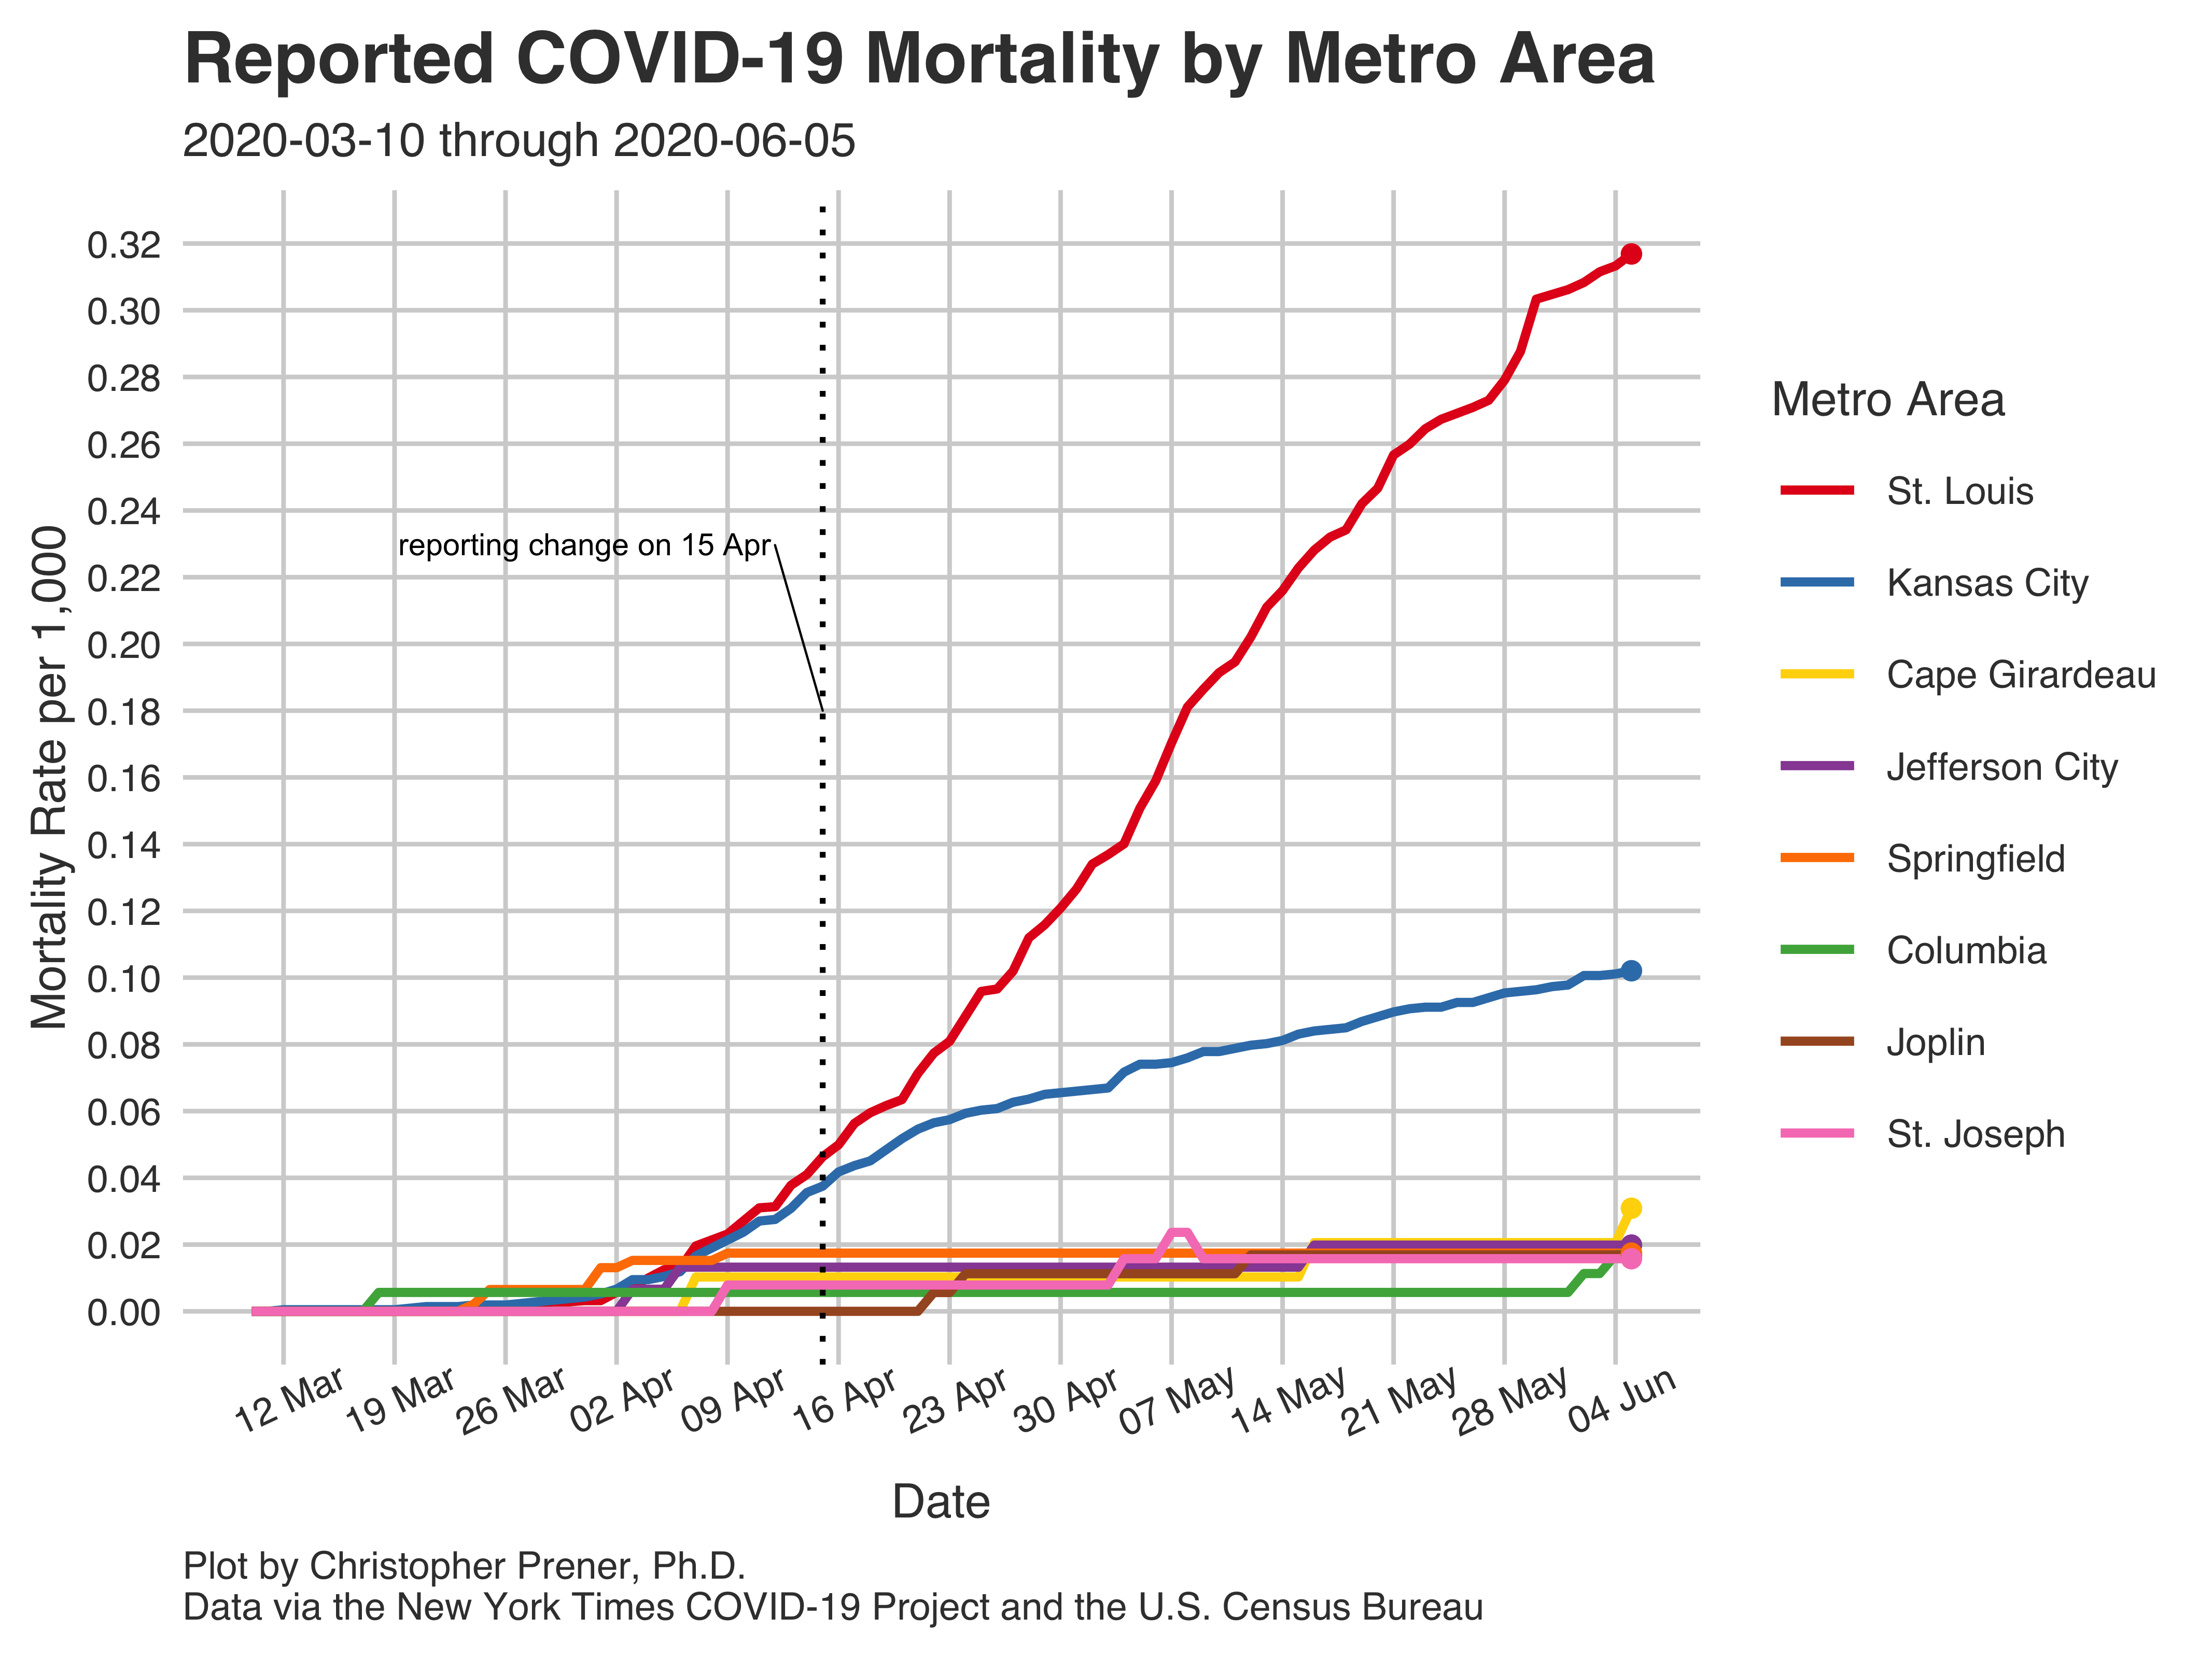 Reported COVID-19 Mortality by Metro Area
2020-03-10 through 2020-06-05
Mortality Rate per 1,000
0.32
0.30
0.28
0.26
0.24
0.22
0.20
0.18
0.16
0.14
0.12
0.10
0.08
0.06
0.04
0.02
0.00
reporting change on 15 Apr
12 Mar
19 Mar
26 Mar
02 Apr
09 Apr
16 Apr
23 Apr
30 Apr
07 May
14 May
21 May
28 May
04 Jun
Date
Metro Area
St. Louis
Kansas City
Cape Girardeau
Jefferson City
Springfield
Columbia
Joplin
St. Joseph
Plot by Christopher Prener, Ph.D.
Data via the New York Times COVID-19 Project and the U.S. Census Bureau